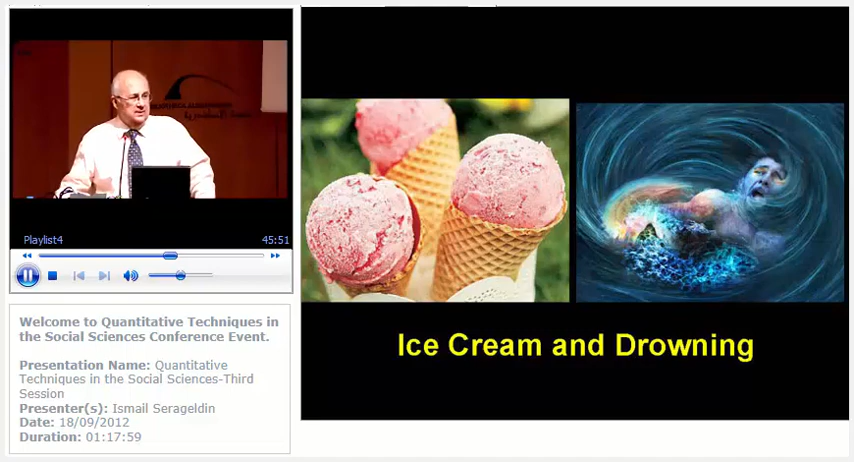 Playlist4
45:51
Welcome to Quantitative Techniques in
the Social Sciences Conference Event.
Presentation Name: Quantitative
Techniques in the Social Sciences-Third
Session
Presenter(s): Ismail Serageldin
Date: 18/09/2012
Duration: 01:17:59
Ice Cream and Drowning